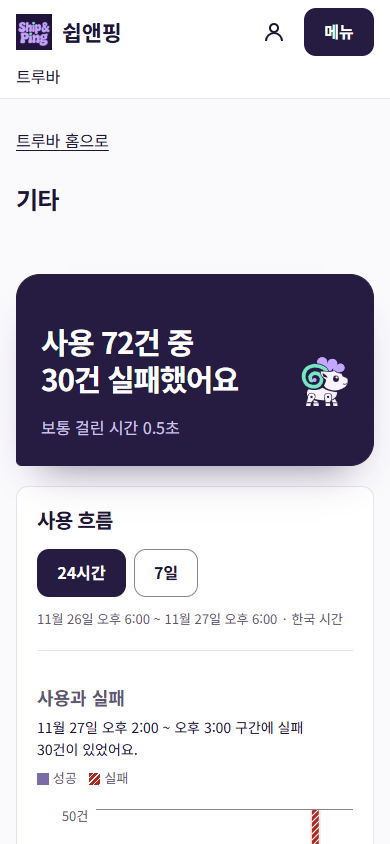 Ship&
Ping
쉽앤핑
메뉴
트루바
트루바 홈으로
기타
사용 72건 중
30건 실패했어요
보통 걸린 시간 0.5초
사용 흐름
24시간
7일
11월 26일 오후 6:00 ~ 11월 27일 오후 6:00 · 한국 시간
사용과 실패
11월 27일 오후 2:00 ~ 오후 3:00 구간에 실패
30건이 있었어요.
성공
실패
50건